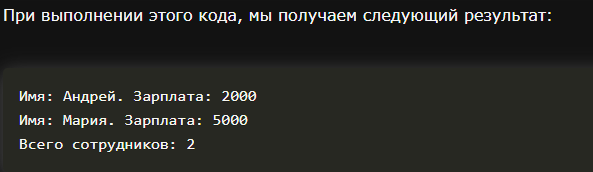 При выполнении этого кода, мы получаем следующий результат:
Имя: Андрей. Зарплата: 2000
Имя: Мария. Зарплата: 5000
Всего сотрудников: 2